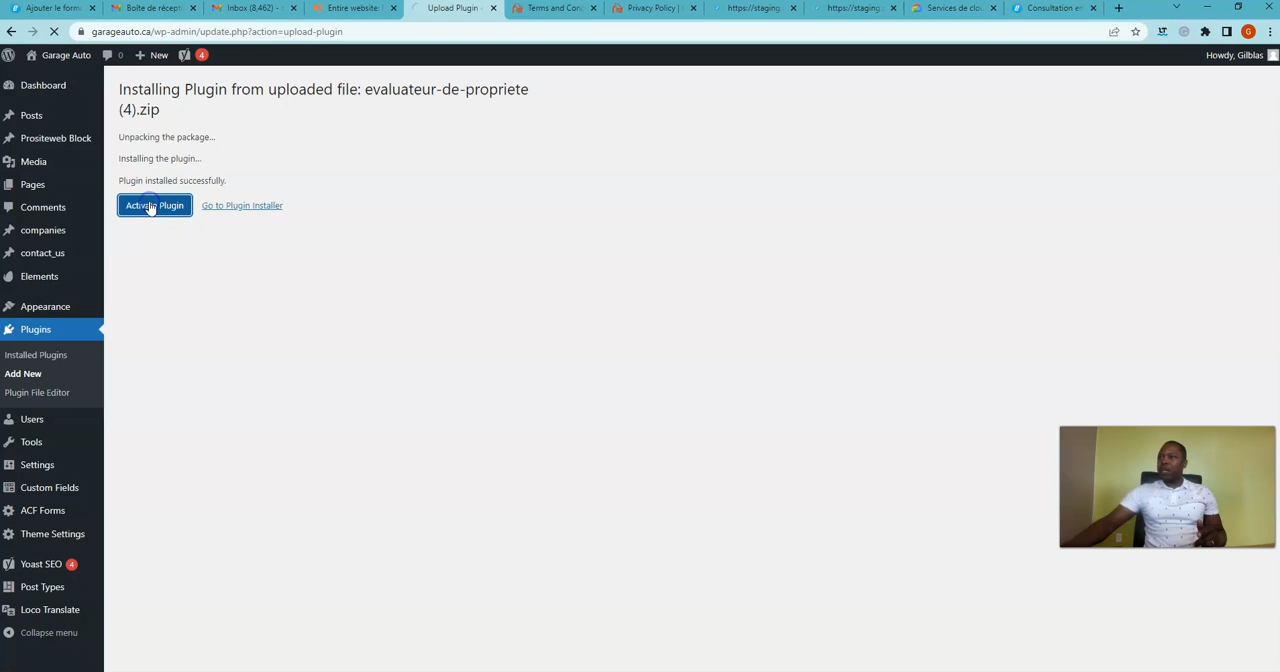 Ajouter le formu
Boîte de récept
Inbox (8,462) - 
Entire website:
Upload Plugin
Terms and Con
Privacy Policy |
https://staging
https://staging.
Services de clo
Consultation en
garageauto.ca/wp-admin/update.php?action=upload-plugin
Garage Auto
0
New
4
Howdy, Gilblas
Dashboard
Posts
Prositeweb Block
Media
Pages
Comments
companies
contact_us
Elements
Appearance
Plugins
Installed Plugins
Add New
Plugin File Editor
Users
Tools
Settings
Custom Fields
ACF Forms
Theme Settings
Yoast SEO 4
Post Types
Loco Translate
Collapse menu
Installing Plugin from uploaded file: evaluateur-de-propriete
(4).zip
Unpacking the package...
Installing the plugin...
Plugin installed successfully.
Activate Plugin
Go to Plugin Installer